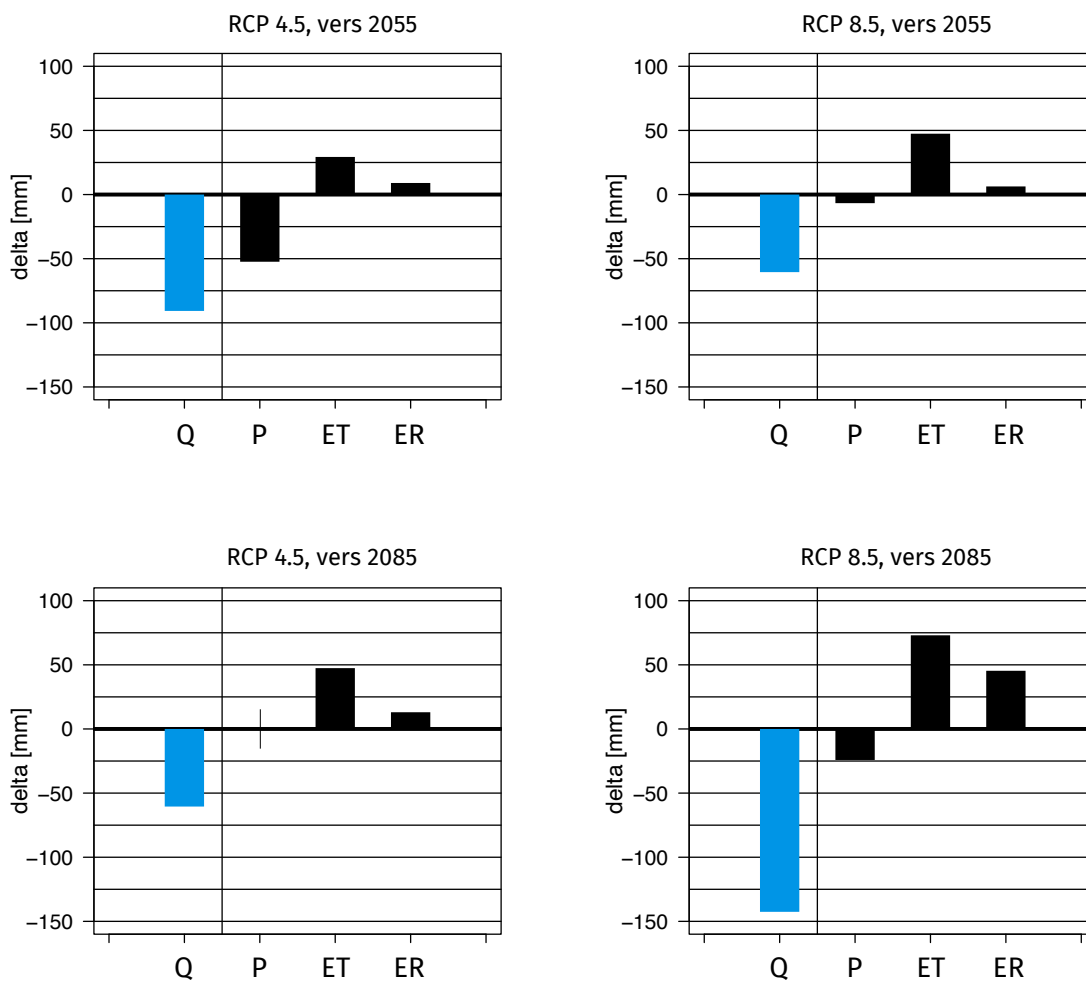 RCP 4.5, vers 2055
100
50
0
−50
−100
−150
delta [mm]
Q P ET ER
RCP 8.5, vers 2055
100
50
0
−50
−100
−150
delta [mm]
Q P ET ER
RCP 4.5, vers 2085
100
50
0
−50
−100
−150
delta [mm]
Q P ET ER
RCP 8.5, vers 2085
100
50
0
−50
−100
−150
delta [mm]
Q P ET ER